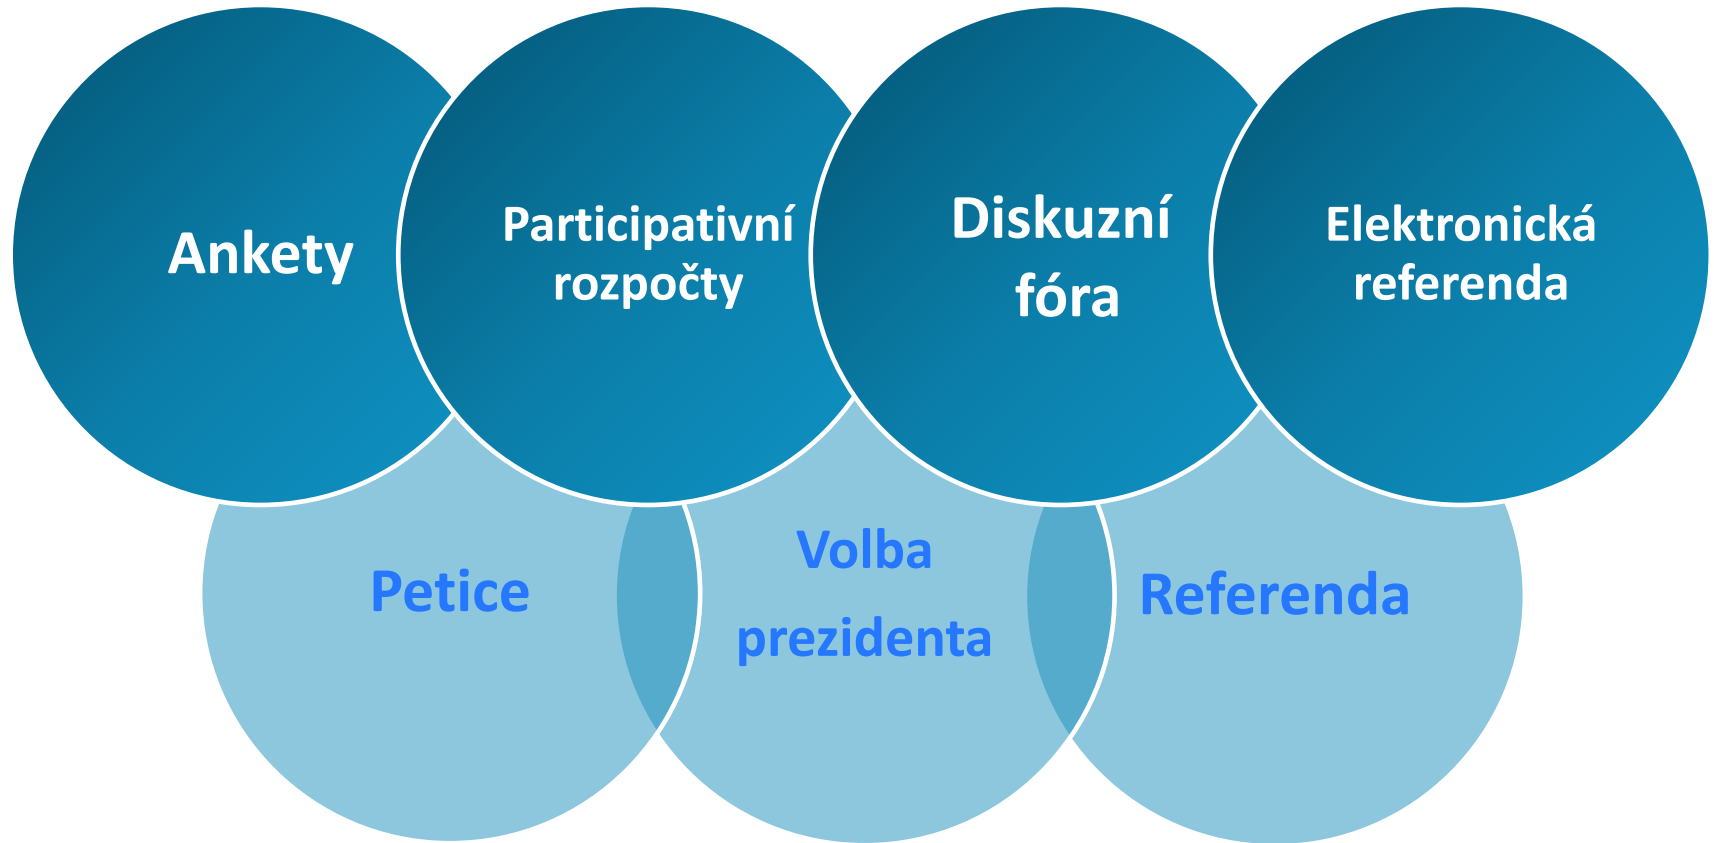 Ankety
Participativní
rozpočty
Diskuzní
fóra
Elektronická
referenda
Petice
Volba
prezidenta
Referenda